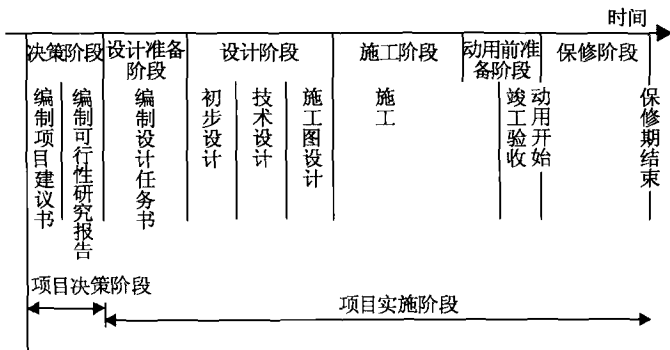 时间
决策阶段
设计准备
阶段
设计阶段
施工阶段
动用前准
备阶段
保修阶段
编制项目建议书
编制可行性研究报告
编制设计任务书
初步设计
技术设计
施工图设计
施工
竣工验收
动用开始
保修期结束
项目决策阶段
项目实施阶段